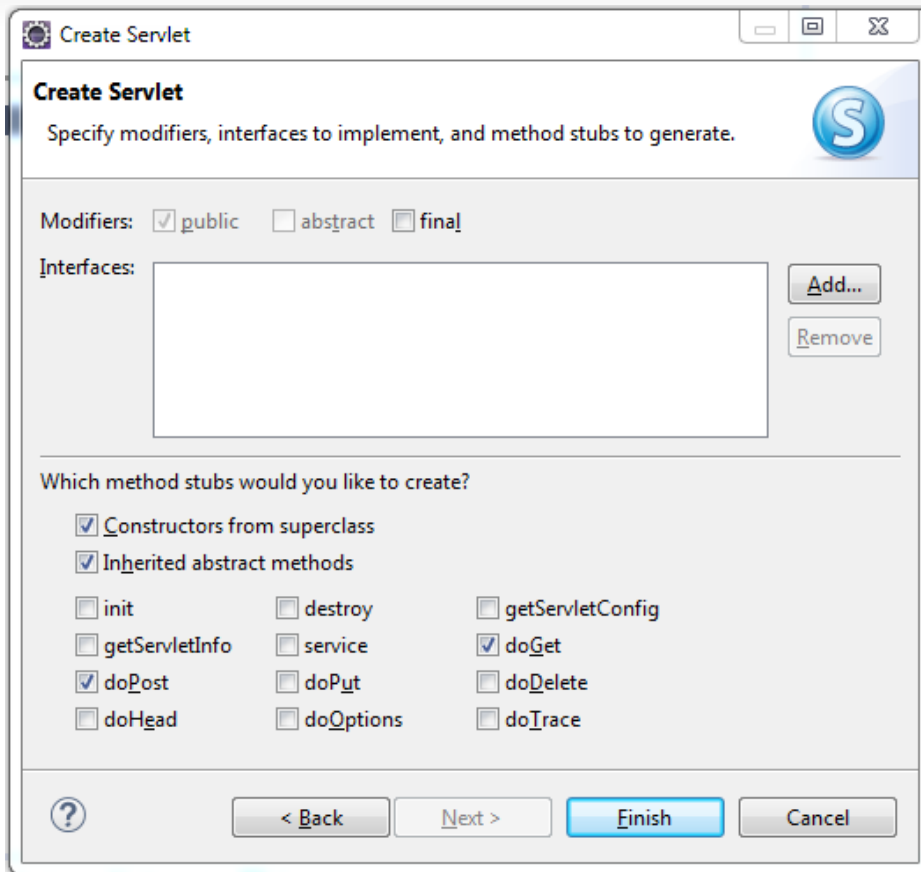 Create Servlet
Create Servlet
Specify modifiers, interfaces to implement, and method stubs to generate.
Modifiers: public abstract final
Interfaces:
Add...
Remove
Which method stubs would you like to create?
Constructors from superclass
Inherited abstract methods
init destroy getServletConfig
getServletInfo service doGet
doPost doPut doDelete
doHead doOptions doTrace
? < Back Next > Finish Cancel